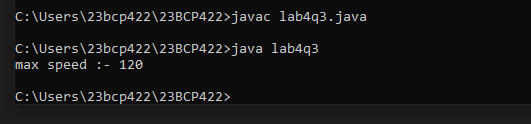 C:\Users\23bcp422\23BCP422>javac lab4q3.java
C:\Users\23bcp422\23BCP422>java lab4q3
max speed :- 120
C:\Users\23bcp422\23BCP422>